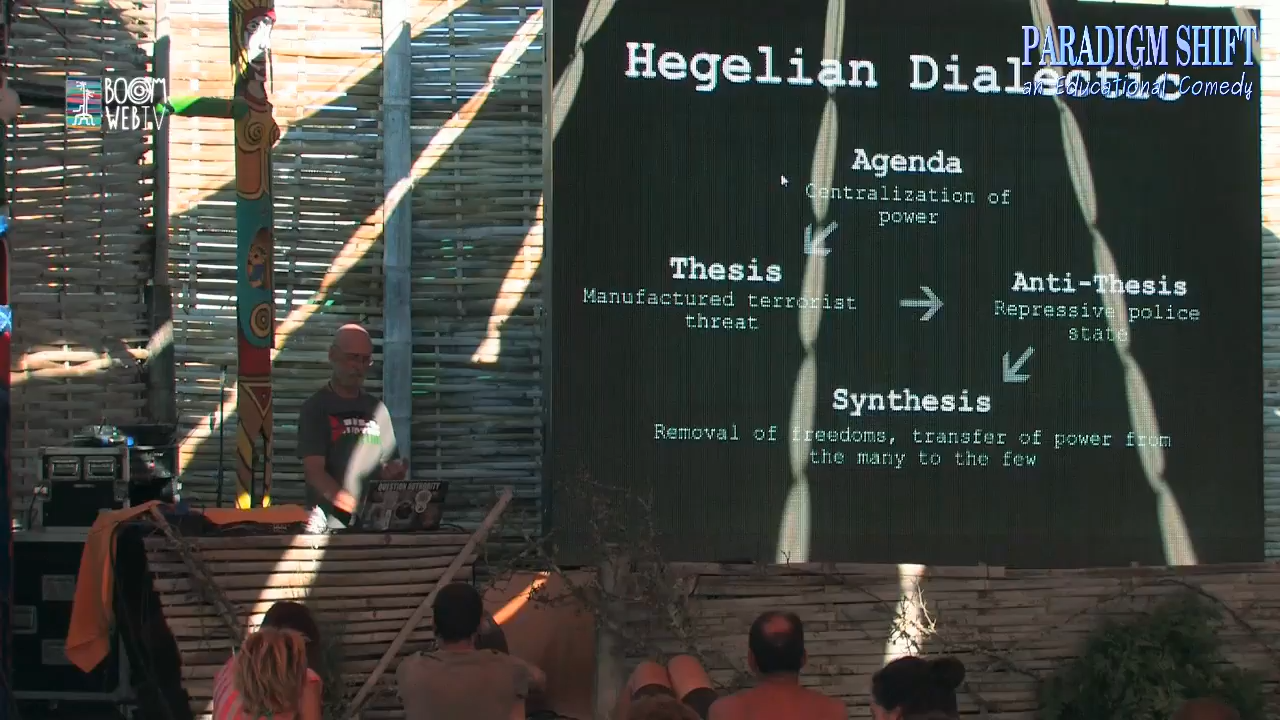 BOOM
WEBTV
PARADIGM SHIFT
an Educational Comedy
Hegelian Dialectic
Agenda
Centralization of
power
Thesis
Manufactured terrorist
threat
Anti-Thesis
Repressive police
state
Synthesis
Removal of freedoms, transfer of power from
the many to the few
QUESTION AUTHORITY